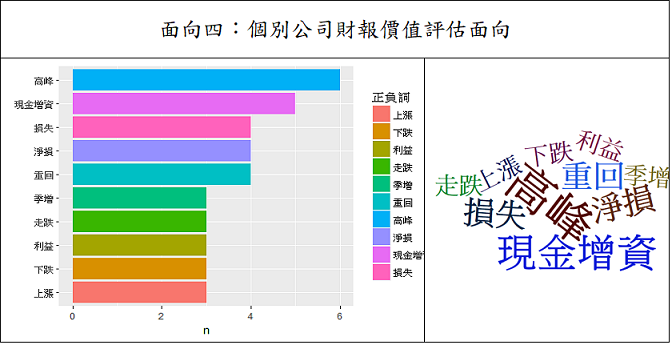 面向四：個別公司財報價值評估面向
高峰
現金增資
損失
淨損
重回
季增
走跌
利益
下跌
上漲
0 2 4 6
n
正負詞
上漲
下跌
利益
走跌
季增
重回
高峰
淨損
現金增資
損失
利益
下跌
上漲
走跌
重回
季增
高峰
淨損
損失
現金增資